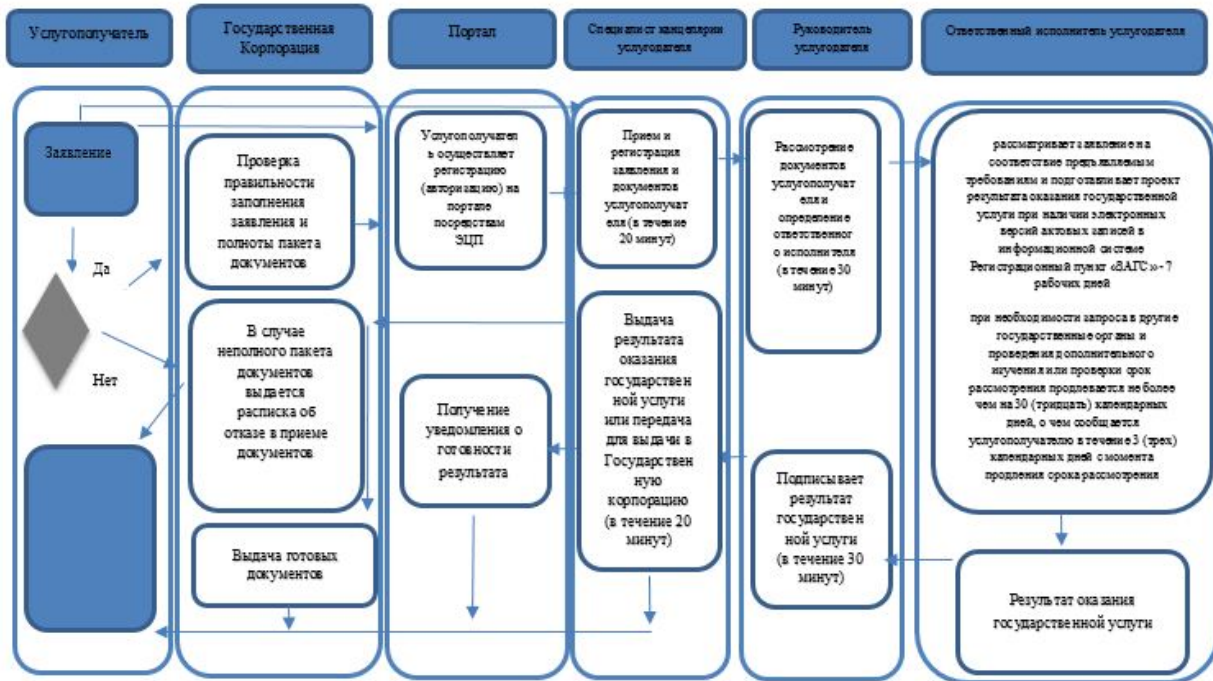 Услугополучатель
Государственная
Корпорация
Портал
Специалист канцелярии
услугодателя
Руководитель
услугодателя
Ответственный исполнитель услугодателя
Заявление
Да
Нет
Проверка
правильности
заполнения
заявления и
полноты пакета
документов
В случае
неполного пакета
документов
выдается
расписка об
отказе в приеме
документов
Выдача готовых
документов
Услугополучател
ь осуществляет
регистрацию
(авторизацию) на
портале
посредствам
ЭЦП
Получение
уведомления о
готовности
результата
Прием и
регистрация
заявления и
документов
услугополучат
еля (в течение
20 минут)
Выдача
результата
оказания
государствен
ной услуги
или передача
для выдачи в
Государствен
ную
корпорацию
(в течение 20
минут)
Рассмотрение
документов
услугополучат
еля и
определение
ответственног
о исполнителя
(в течение 30
минут)
Подписывает
результат
государствен
ной услуги
(в течение 30
минут)
рассматривает заявление на
соответствие предъявляемым
требованиям и подготавливает проект
результата оказания государственной
услуги при наличии электронных
версий актовых записей в
информационной системе
Регистрационный пункт «ЗАГС» - 7
рабочих дней
при необходимости запроса в другие
государственные органы и
проведения дополнительного
изучения или проверки срок
рассмотрения продлевается не более
чем на 30 (тридцать) календарных
дней, о чем сообщается
услугополучателю в течение 3 (трех)
календарных дней с момента
продления срока рассмотрения
Результат оказания
государственной услуги